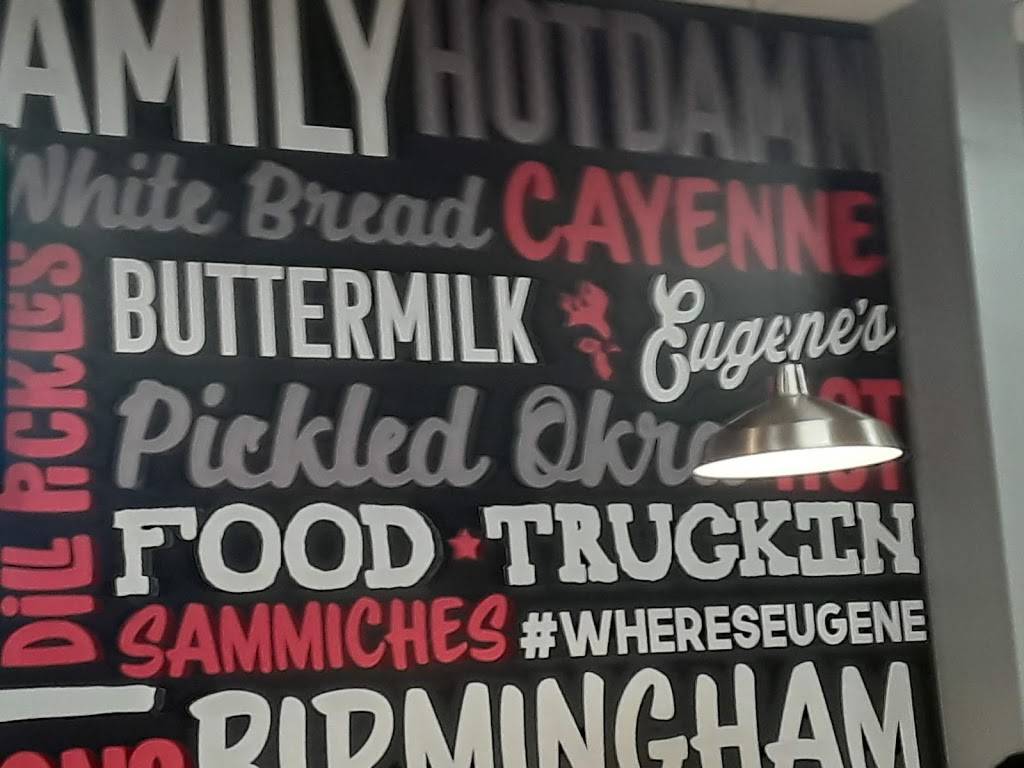 AMILY HOTDAMN
White Bread CAYENNE
BUTTERMILK Eugene's
Pickled Okra HOT
FOOD TRUCKIN
SAMMICHES #WHERESEUGENE
BIRMINGHAM
DiLL PiCKLES